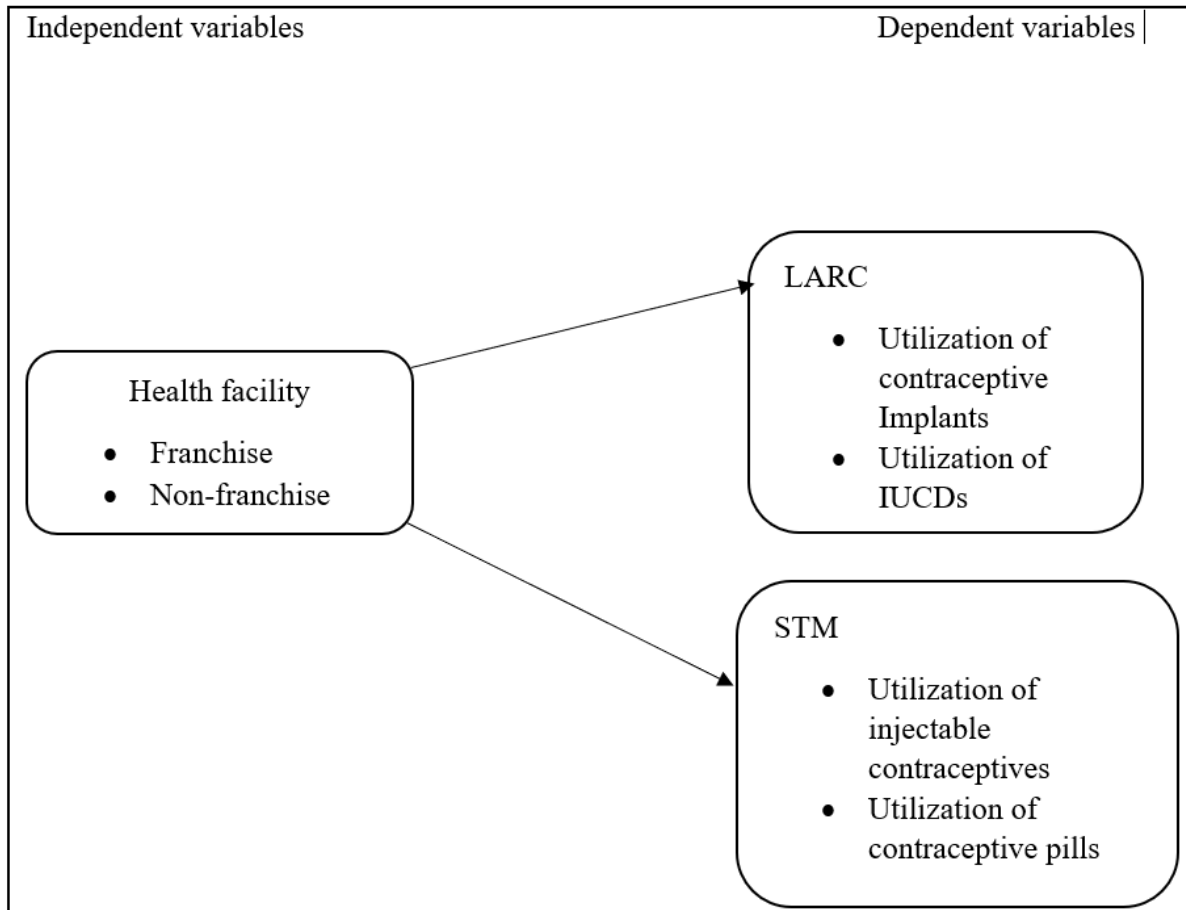 Independent variables
Dependent variables
Health facility
● Franchise
● Non-franchise
LARC
● Utilization of
contraceptive
Implants
● Utilization of
IUCDs
STM
● Utilization of
injectable
contraceptives
● Utilization of
contraceptive pills